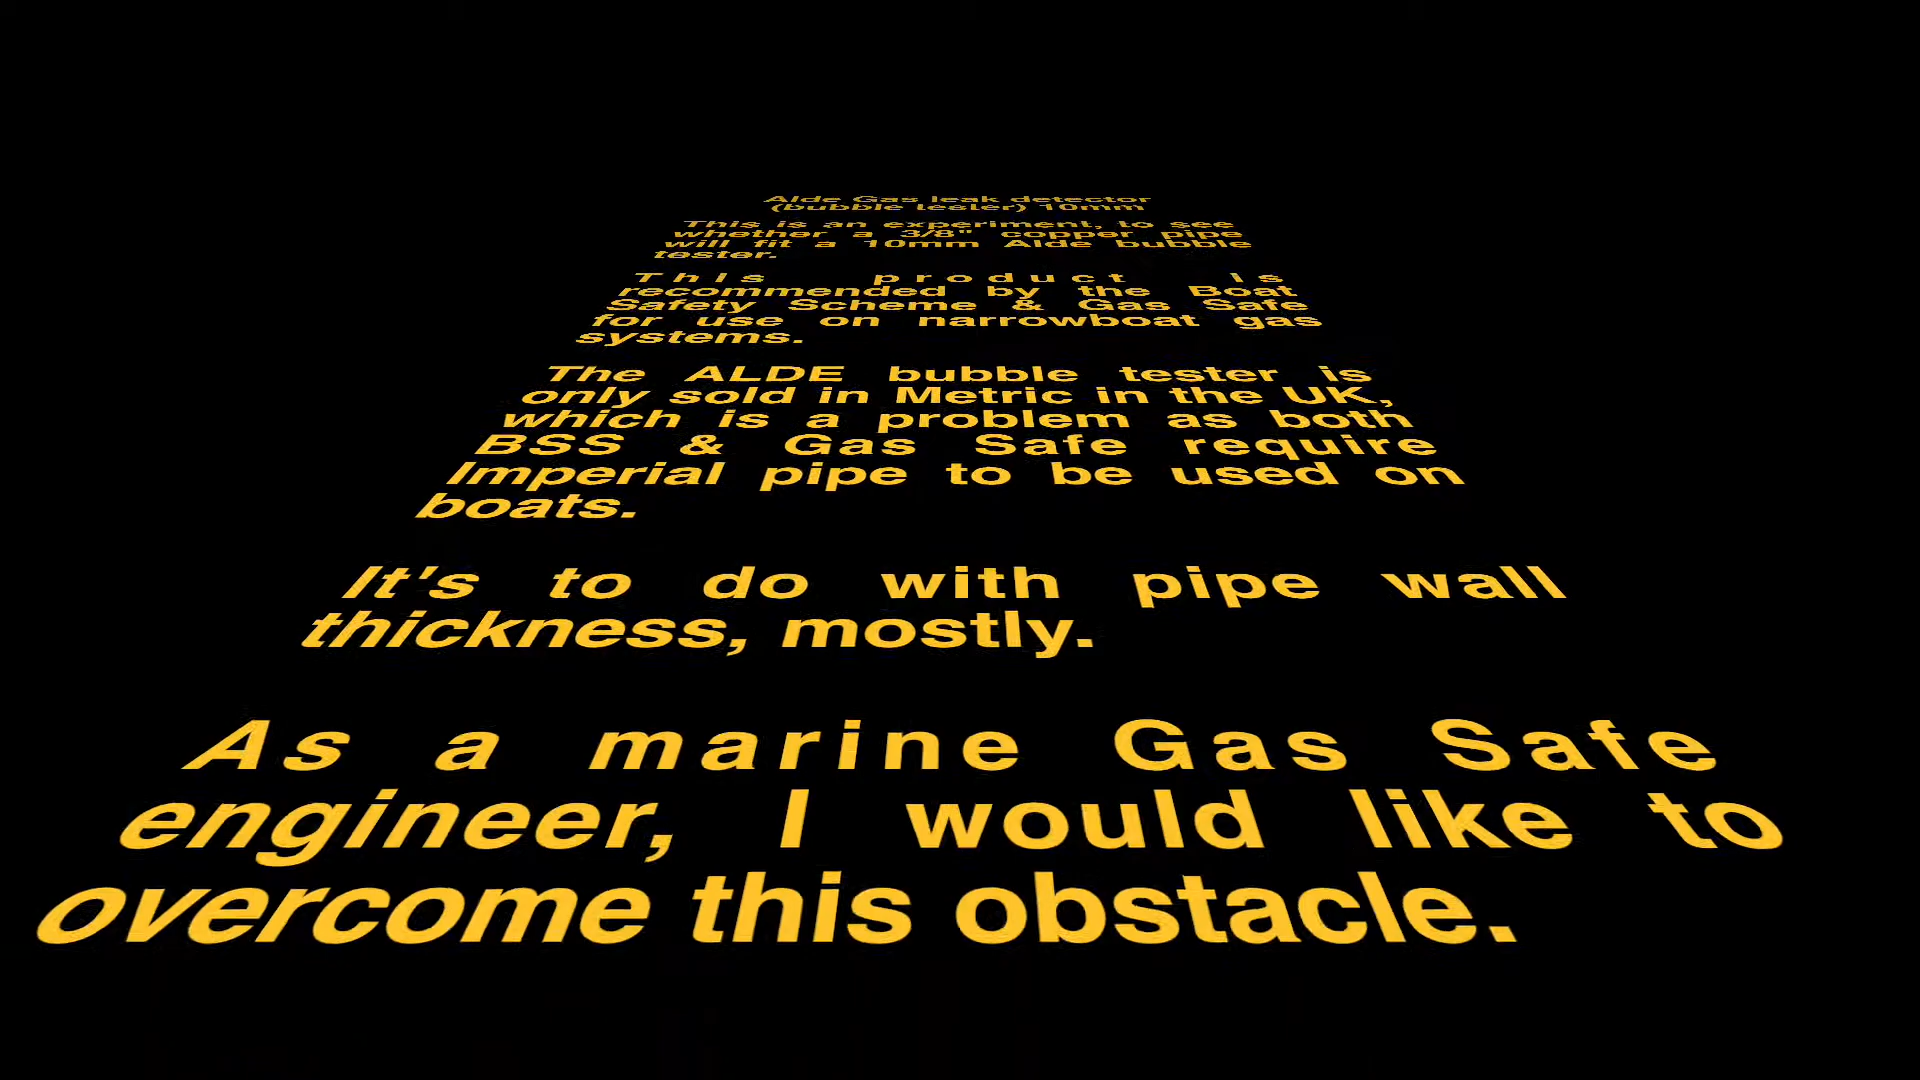 Alde Gas leak detector
(bubble tester) 10mm
This is an experiment, to see
whether a 3/8" copper pipe
will fit a 10mm Alde bubble
tester.
This product is
recommended by the Boat
Safety Scheme & Gas Safe
for use on narrowboat gas
systems.
The ALDE bubble tester is
only sold in Metric in the UK,
which is a problem as both
BSS & Gas Safe require
Imperial pipe to be used on
boats.
It's to do with pipe wall
thickness, mostly.
As a marine Gas Safe
engineer, I would like to
overcome this obstacle.